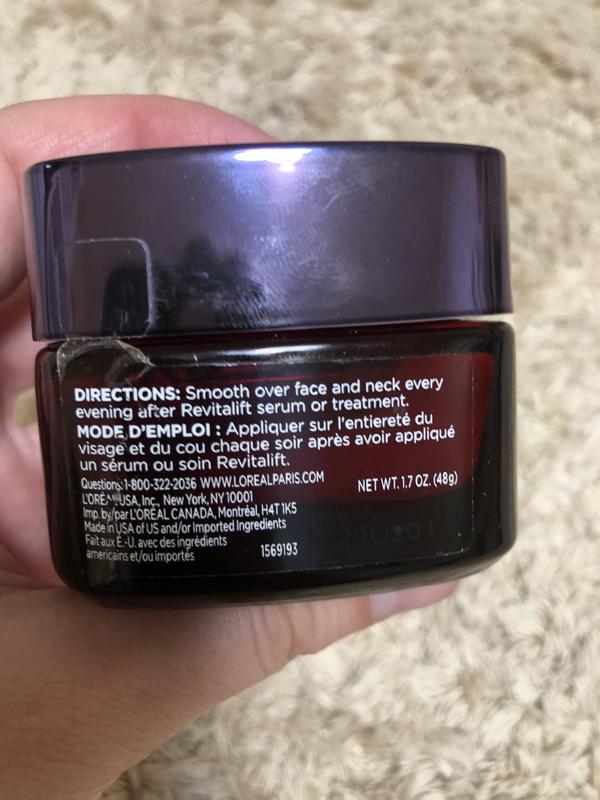 DIRECTIONS: Smooth over face and neck every
evening after Revitalift serum or treatment.
MODE D'EMPLOI : Appliquer sur l'entiereté du
visage et du cou chaque soir après avoir appliqué
un sérum ou soin Revitalift.
Questions: 1-800-322-2036 WWW.LOREALPARIS.COM
NET WT. 1.7 OZ. (48g)
L'ORÉAL USA, Inc., New York, NY 10001
Imp. by/par L'ORÉAL CANADA, Montréal, H4T 1K5
Made in USA of US and/or Imported Ingredients
Fait aux É.-U. avec des ingrédients
américains et/ou importés
1569193